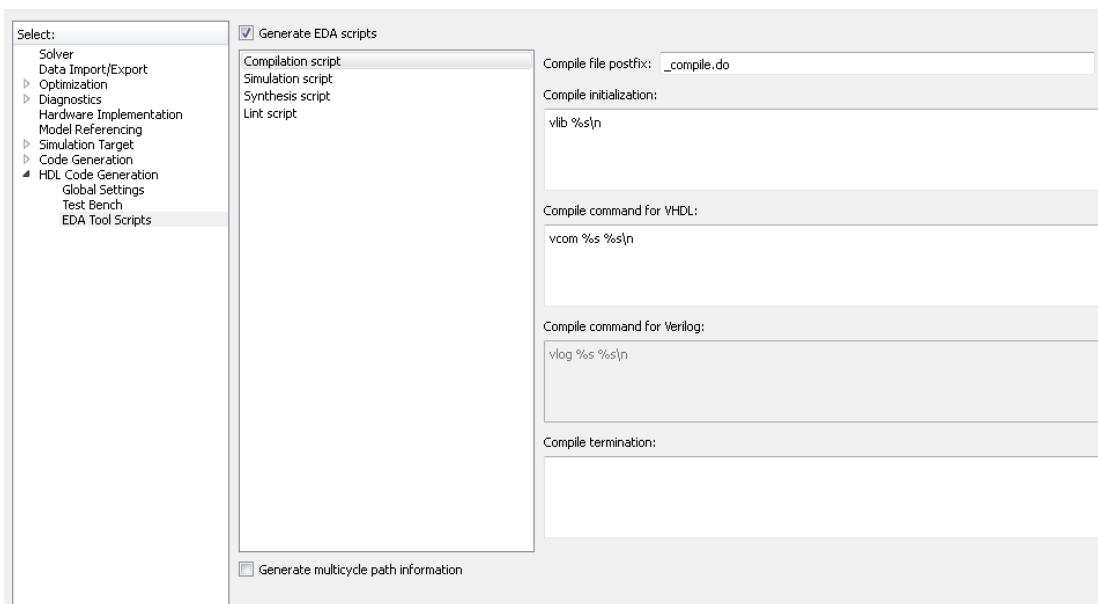 Select:
Solver
Data Import/Export
Optimization
Diagnostics
Hardware Implementation
Model Referencing
Simulation Target
Code Generation
HDL Code Generation
Global Settings
Test Bench
EDA Tool Scripts
Generate EDA scripts
Compilation script
Simulation script
Synthesis script
Lint script
Compile file postfix: _compile.do
Compile initialization:
vlib %s\n
Compile command for VHDL:
vcom %s %s\n
Compile command for Verilog:
vlog %s %s\n
Compile termination:
Generate multicycle path information